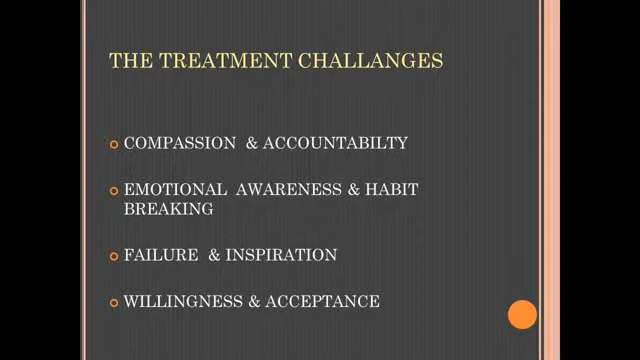 THE TREATMENT CHALLANGES
COMPASSION & ACCOUNTABILTY
EMOTIONAL AWARENESS & HABIT
BREAKING
FAILURE & INSPIRATION
WILLINGNESS & ACCEPTANCE